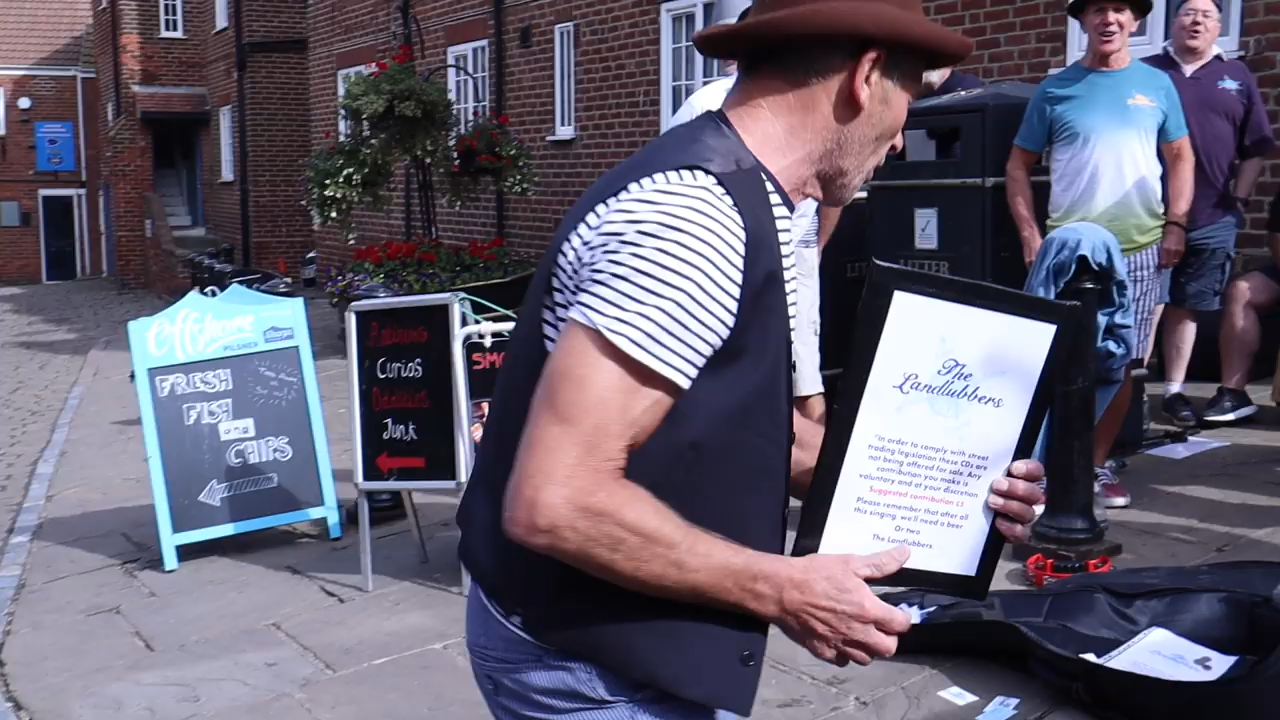 Offshore
PILSNER
FRESH
FISH
and
CHIPS
Curios
Oddities
Junk
SMO
LITTER
The
Landlubbers
"In order to comply with street
trading legislation these CDs are
not being offered for sale. Any
contribution you make is
voluntary and at your discretion
Suggested contribution £5
Please remember that after all
this singing, we'll need a beer
Or two
The Landlubbers